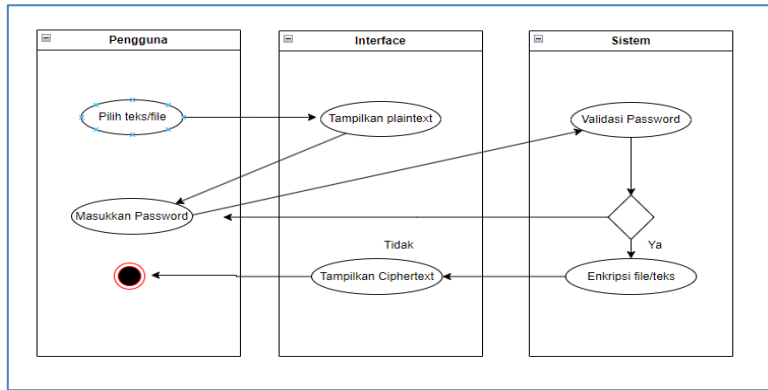 Pengguna
Interface
Sistem
Pilih teks/file
Tampilkan plaintext
Validasi Password
Masukkan Password
Tidak
Ya
Tampilkan Ciphertext
Enkripsi file/teks